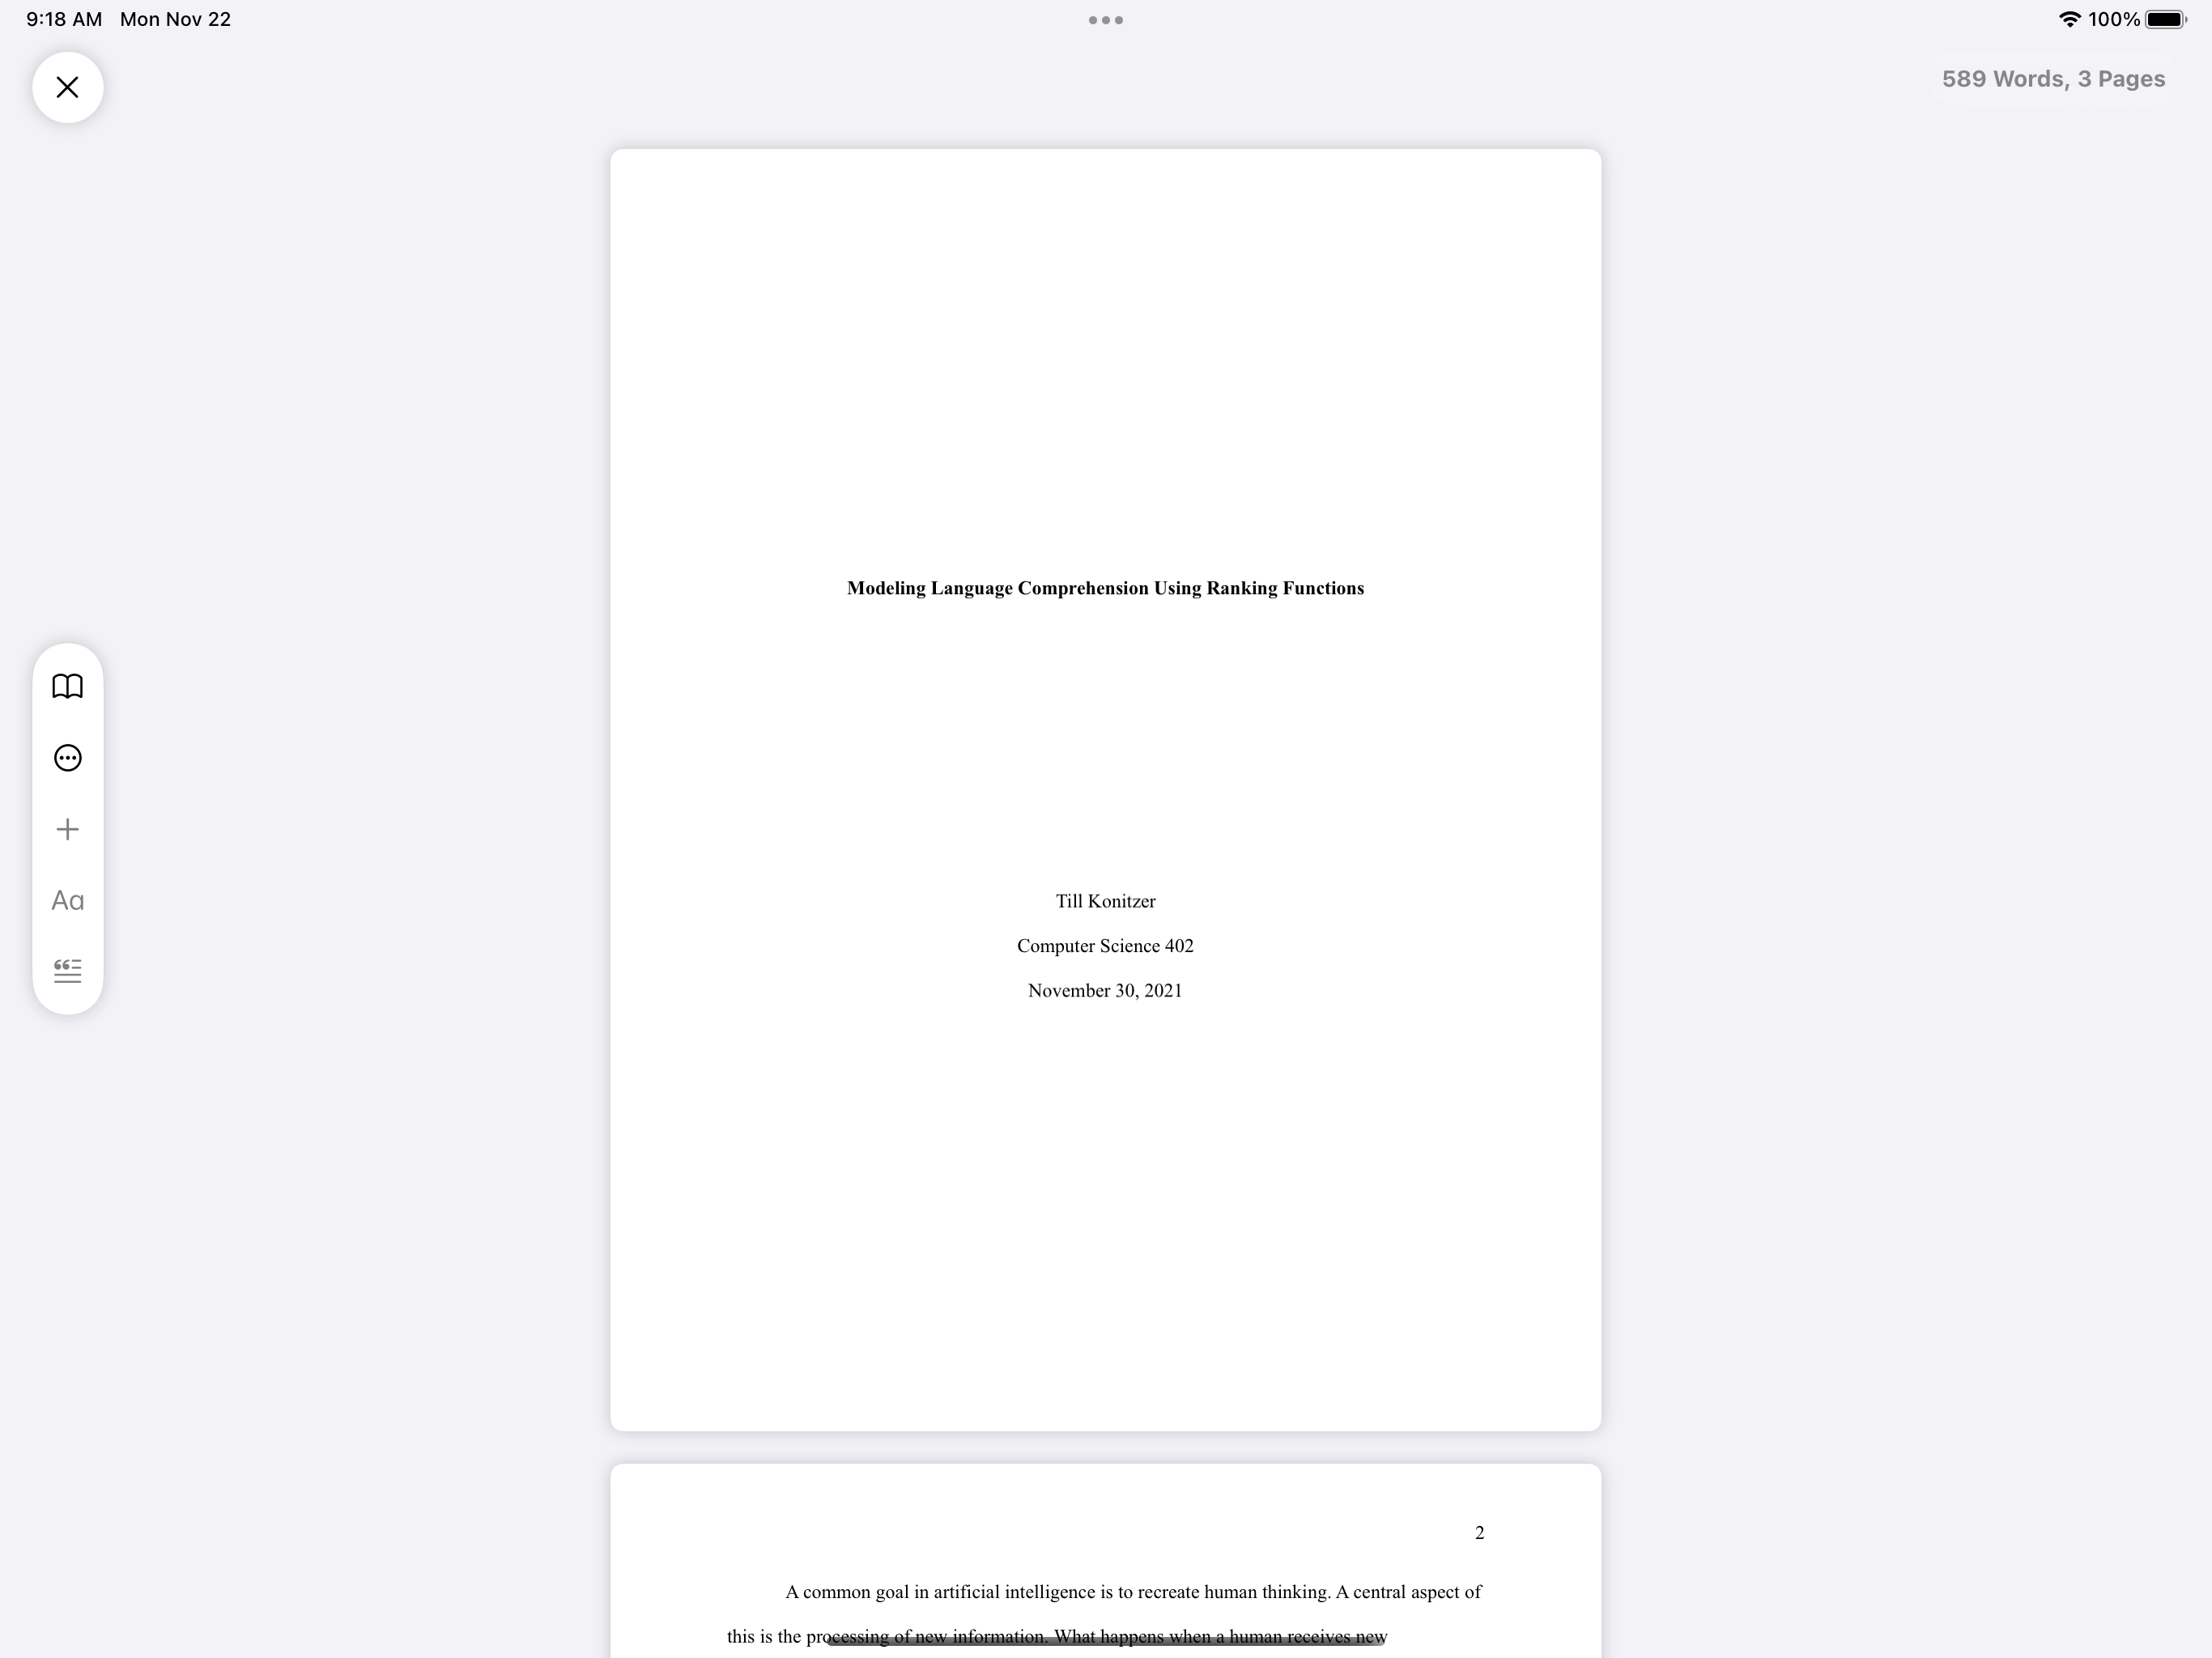 9:18 AM Mon Nov 22
100%
589 Words, 3 Pages
Modeling Language Comprehension Using Ranking Functions
Aa
Till Konitzer
Computer Science 402
November 30, 2021
2
A common goal in artificial intelligence is to recreate human thinking. A central aspect of
this is the processing of new information. What happens when a human receives new